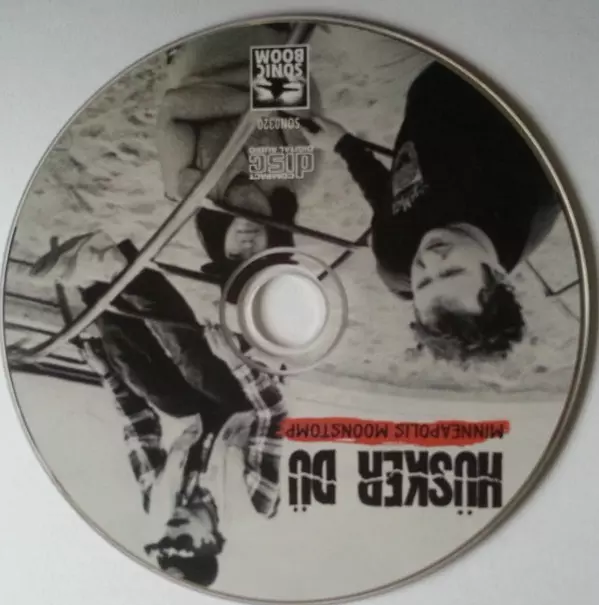 HÜSKER DÜ
MINNEAPOLIS MOONSTOMP
COMPACT
disc
DIGITAL AUDIO
SON0320
SONIC
BOOM